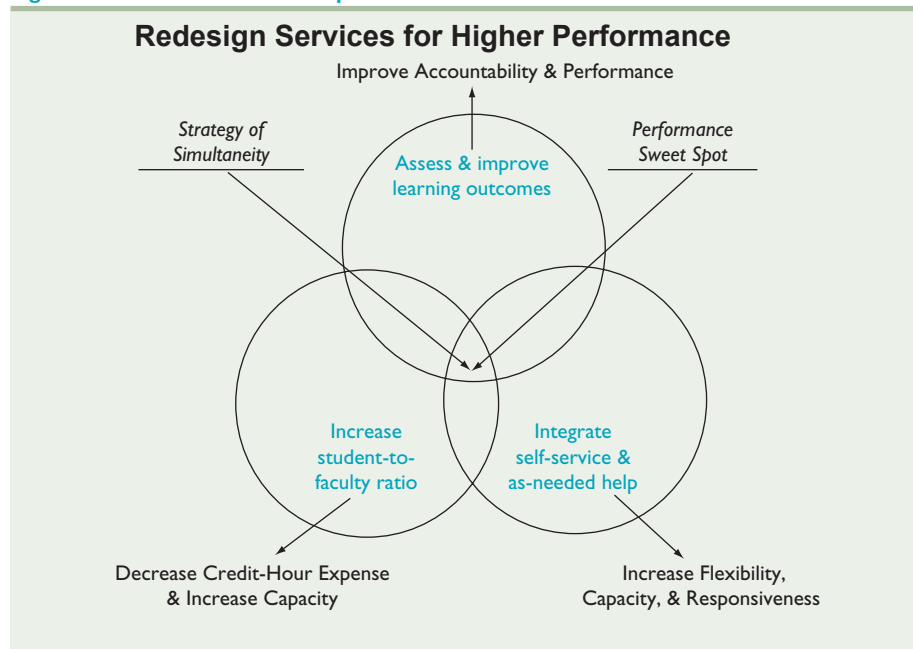 Redesign Services for Higher Performance
Improve Accountability & Performance
Strategy of
Simultaneity
Performance
Sweet Spot
Assess & improve
learning outcomes
Increase
student-to-
faculty ratio
Integrate
self-service &
as-needed help
Decrease Credit-Hour Expense
& Increase Capacity
Increase Flexibility,
Capacity, & Responsiveness